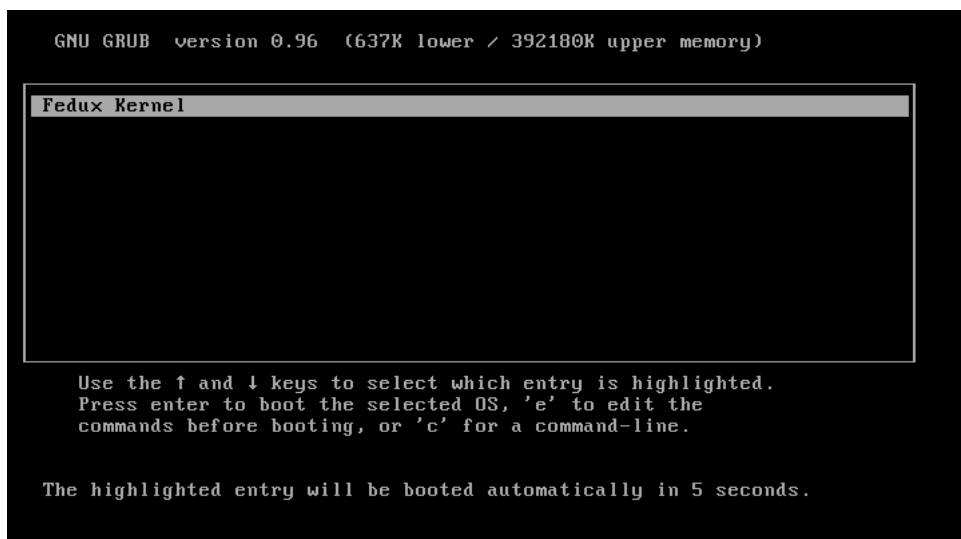 GNU GRUB  version 0.96  (637K lower / 392180K upper memory)
Fedux Kernel
Use the ↑ and ↓ keys to select which entry is highlighted.
Press enter to boot the selected OS, 'e' to edit the
commands before booting, or 'c' for a command-line.
The highlighted entry will be booted automatically in 5 seconds.